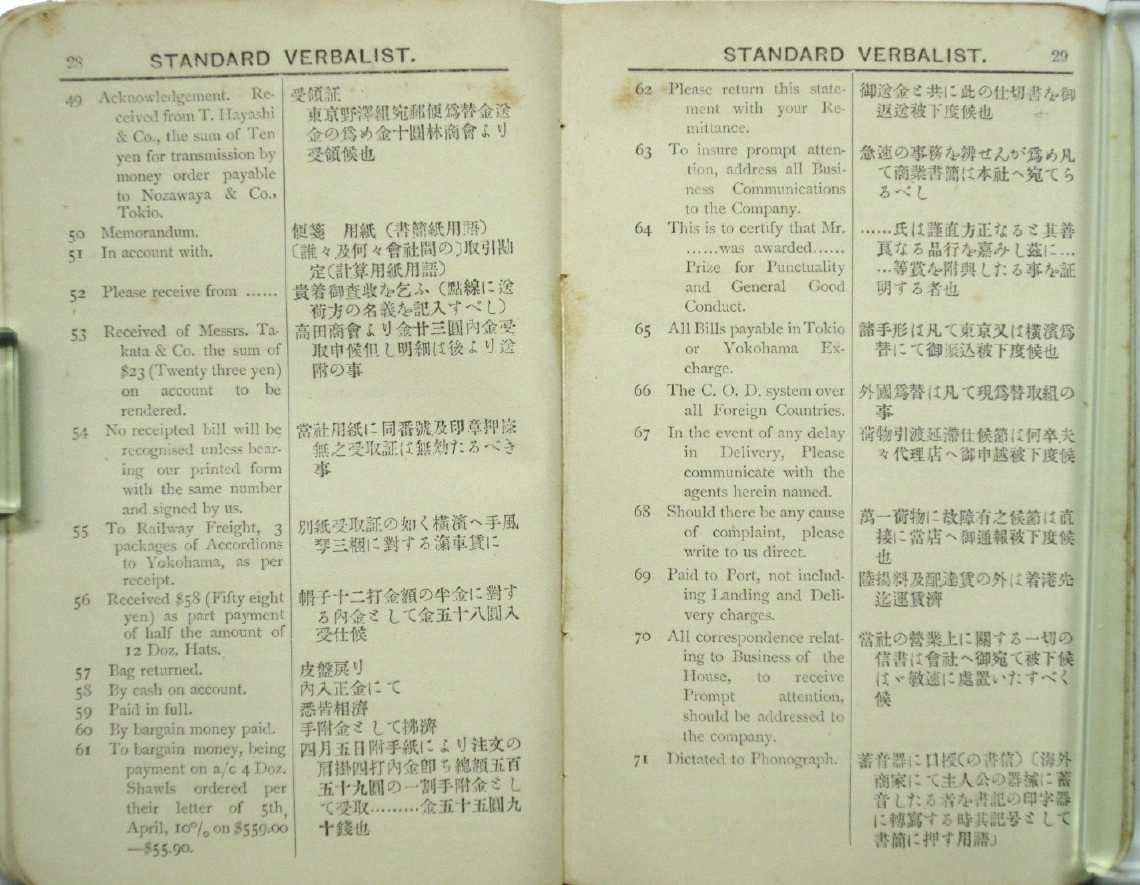 28
STANDARD VERBALIST.
49 Acknowledgement. Re-
ceived from T. Hayashi
& Co., the sum of Ten
yen for transmission by
money order payable
to Nozawaya & Co.,
Tokio.
受領証
東京野澤組宛郵便爲替金送
金の爲め金十圓林商會より
受領候也
50 Memorandum.
便箋 用紙(書簡紙用語)
51 In account with.
〔誰々及何々會社間の〕取引勘
定(計算用紙用語)
52 Please receive from ......
貴着御査收を乞ふ(點線に送
荷方の名義を記入すべし)
53 Received of Messrs. Ta-
kata & Co. the sum of
$23 (Twenty three yen)
on account to be
rendered.
高田商會より金廿三圓內金受
取申候但し明細は後より送
附の事
54 No receipted bill will be
recognised unless bear-
ing our printed form
with the same number
and signed by us.
當社用紙に同番號及印章押捺
無之受取証は無効たるべき
事
55 To Railway Freight, 3
packages of Accordions
to Yokohama, as per
receipt.
別紙受取証の如く橫濱へ手風
琴三梱に對する滊車賃に
56 Received $58 (Fifty eight
yen) as part payment
of half the amount of
12 Doz. Hats.
帽子十二打金額の半金に對す
る內金として金五十八圓入
受仕候
57 Bag returned.
皮盤戻り
58 By cash on account.
內入正金にて
59 Paid in full.
悉皆相濟
60 By bargain money paid.
手附金として拂濟
61 To bargain money, being
payment on a/c 4 Doz.
Shawls ordered per
their letter of 5th,
April, 10% on $559.00
—$55.90.
四月五日附手紙により注文の
肩掛四打內金卽ち總額五百
五十九圓の一割手附金とし
て受取.........金五十五圓九
十錢也
STANDARD VERBALIST.
29
62 Please return this state-
ment with your Re-
mittance.
御送金と共に此の仕切書を御
返送被下度候也
63 To insure prompt atten-
tion, address all Busi-
ness Communications
to the Company.
急速の事務を辨せんが爲め凡
て商業書簡は本社へ宛てら
るべし
64 This is to certify that Mr.
......was awarded......
Prize for Punctuality
and General Good
Conduct.
......氏は謹直方正なると其善
良なる品行を嘉みし茲に...
...等賞を附與したる事を証
明する者也
65 All Bills payable in Tokio
or Yokohama Ex-
charge.
諸手形は凡て東京又は橫濱爲
替にて御振込被下度候也
66 The C. O. D. system over
all Foreign Countries.
外國爲替は凡て現爲替取組の
事
67 In the event of any delay
in Delivery, Please
communicate with the
agents herein named.
荷物引渡延滯仕候節は何卒夫
々代理店へ御申越被下度候
68 Should there be any cause
of complaint, please
write to us direct.
萬一荷物に故障有之候節は直
接に當店へ御通報被下度候
也
69 Paid to Port, not includ-
ing Landing and Deli-
very charges.
陸揚料及配達賃の外は着港先
迄運賃濟
70 All correspondence relat-
ing to Business of the
House, to receive
Prompt attention,
should be addressed to
the company.
當社の營業上に關する一切の
信書は會社へ御宛て被下候
はゞ敏速に處置いたすべく
候
71 Dictated to Phonograph.
蓄音器に口授(の書信)〔海外
商家にて主人公の器械に蓄
音したる者を書記の印字器
に轉寫する時其記号として
書簡に押す用語〕